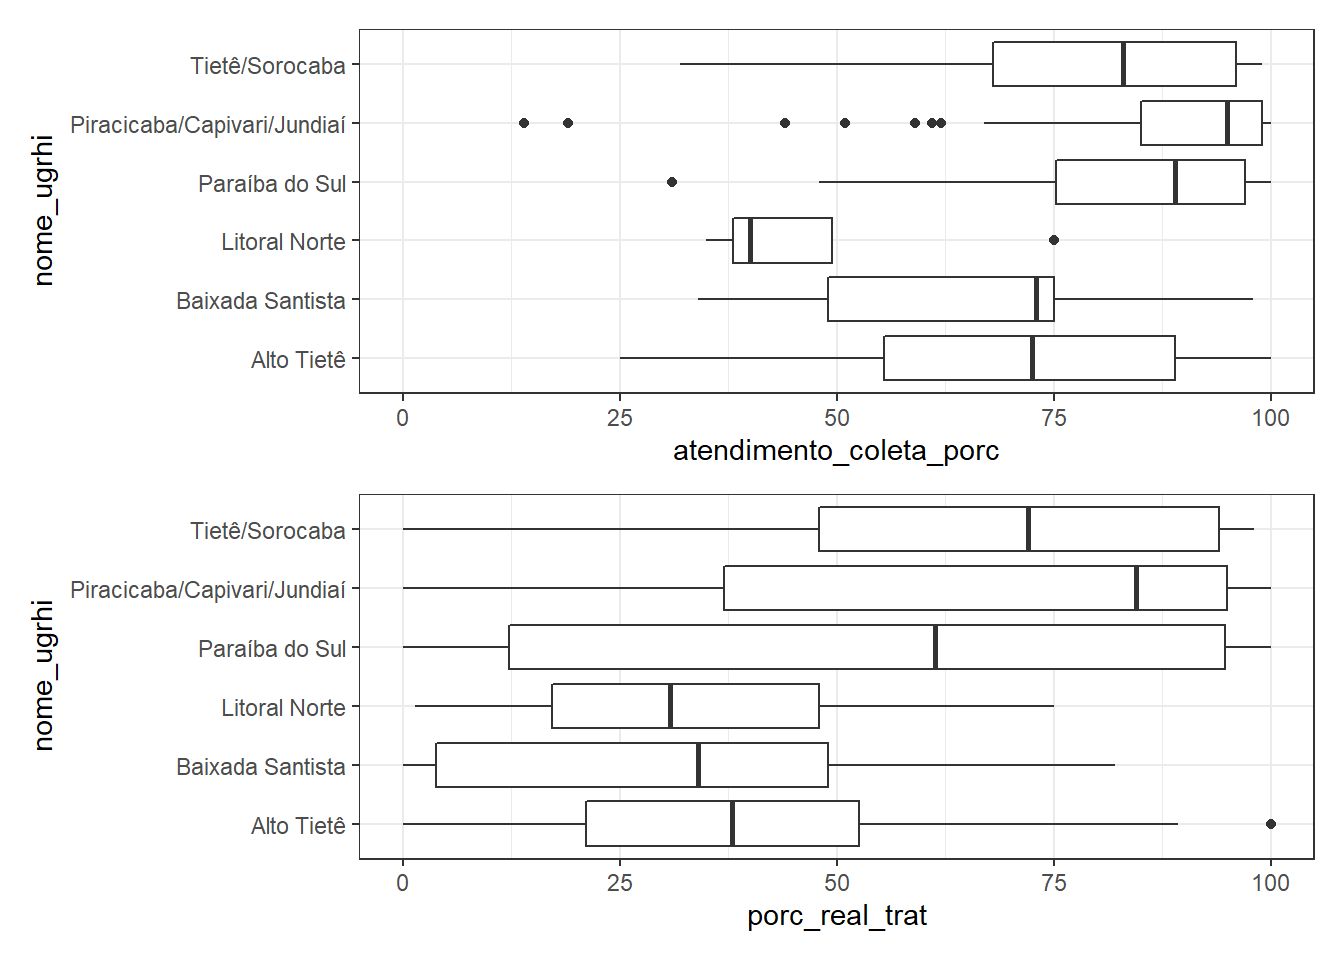 nome_ugrhi
Tietê/Sorocaba
Piracicaba/Capivari/Jundiaí
Paraíba do Sul
Litoral Norte
Baixada Santista
Alto Tietê
0 25 50 75 100
atendimento_coleta_porc
nome_ugrhi
Tietê/Sorocaba
Piracicaba/Capivari/Jundiaí
Paraíba do Sul
Litoral Norte
Baixada Santista
Alto Tietê
0 25 50 75 100
porc_real_trat